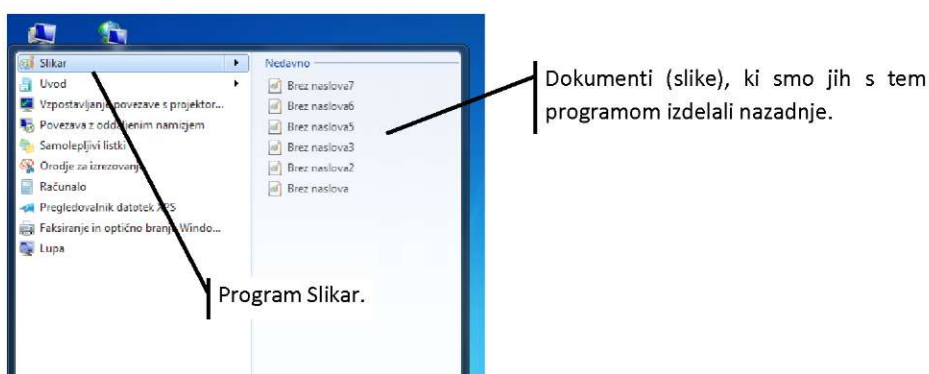 Slikar
Uvod
Vzpostavljanje povezave s projektor...
Povezava z oddaljenim namizjem
Samolepljivi listki
Orodje za izrezovanje
Računalo
Pregledovalnik datotek XPS
Faksiranje in optično branje Windo...
Lupa
Nedavno
Brez naslova7
Brez naslova6
Brez naslova5
Brez naslova3
Brez naslova2
Brez naslova
Dokumenti (slike), ki smo jih s tem
programom izdelali nazadnje.
Program Slikar.